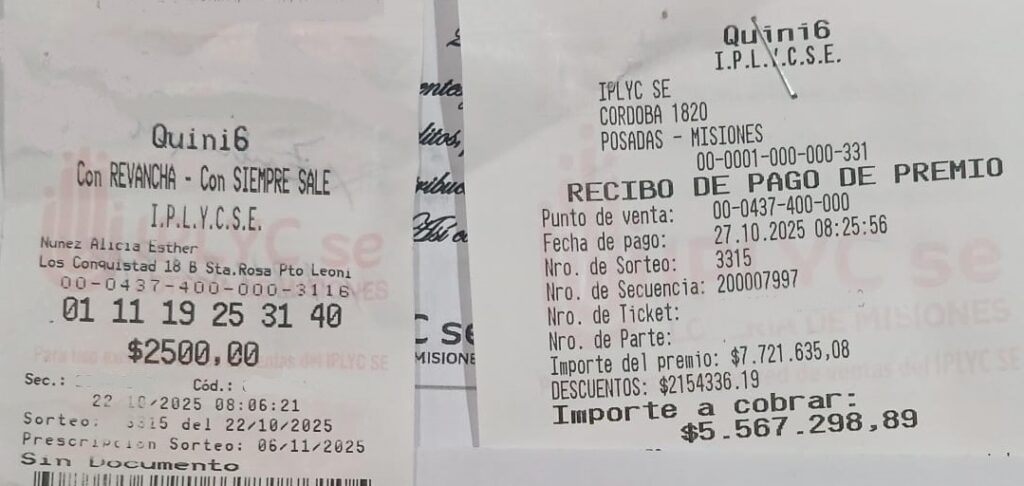 Quini6
Con REVANCHA - Con SIEMPRE SALE
I.P.L.Y.C.S.E.
Nunez Alicia Esther
Los Conquistad 18 B Sta.Rosa Pto Leoni
00-0437-400-000-3116
01 11 19 25 31 40
$2500,00
Sec.:
Cód.:
22 10/2025 08:06:21
Sorteo: 3315 del 22/10/2025
Prescripcion Sorteo: 06/11/2025
Sin Documento
C se
MISIONE
Quini6
I.P.L.Y.C.S.E.
IPLYC SE
CORDOBA 1820
POSADAS - MISIONES
00-0001-000-000-331
RECIBO DE PAGO DE PREMIO
Punto de venta: 00-0437-400-000
Fecha de pago: 27.10.2025 08:25:56
Nro. de Sorteo: 3315
Nro. de Secuencia: 200007997
Nro. de Ticket:
Nro. de Parte:
Importe del premio: $7.721.635,08
DESCUENTOS: $2154336.19
Importe a cobrar:
$5.567.298,89